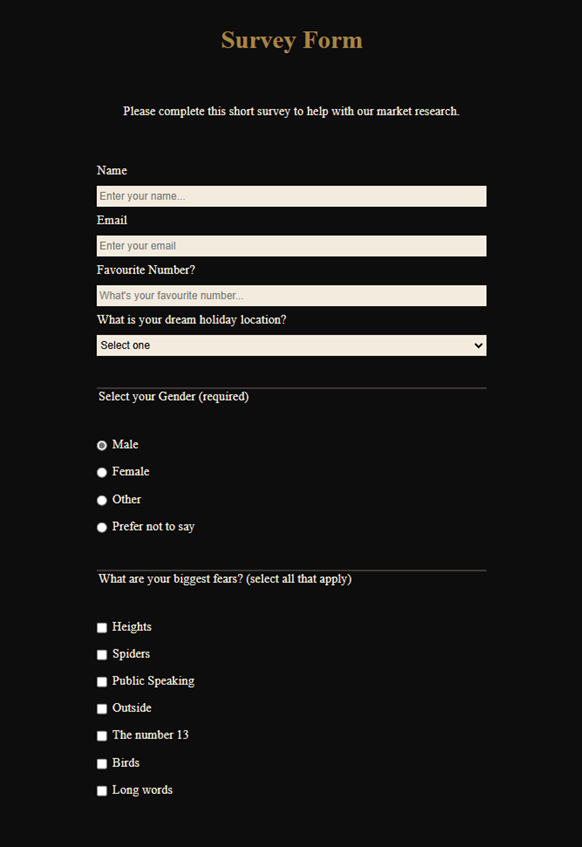 Survey Form
Please complete this short survey to help with our market research.
Name
Enter your name...
Email
Enter your email
Favourite Number?
What's your favourite number...
What is your dream holiday location?
Select one
Select your Gender (required)
Male
Female
Other
Prefer not to say
What are your biggest fears? (select all that apply)
Heights
Spiders
Public Speaking
Outside
The number 13
Birds
Long words